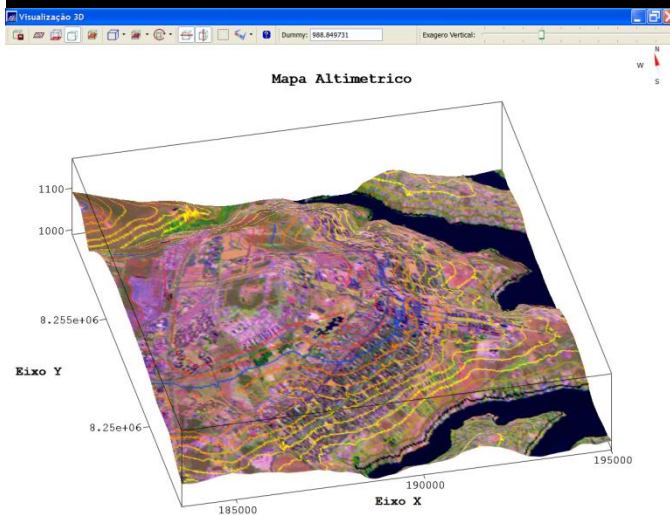 Visualização 3D
Dummy: 988.849731 Exagero Vertical:
N
W
S
Mapa Altimetrico
1100
1000
8.255e+06
Eixo Y
8.25e+06
195000
190000
Eixo X
185000